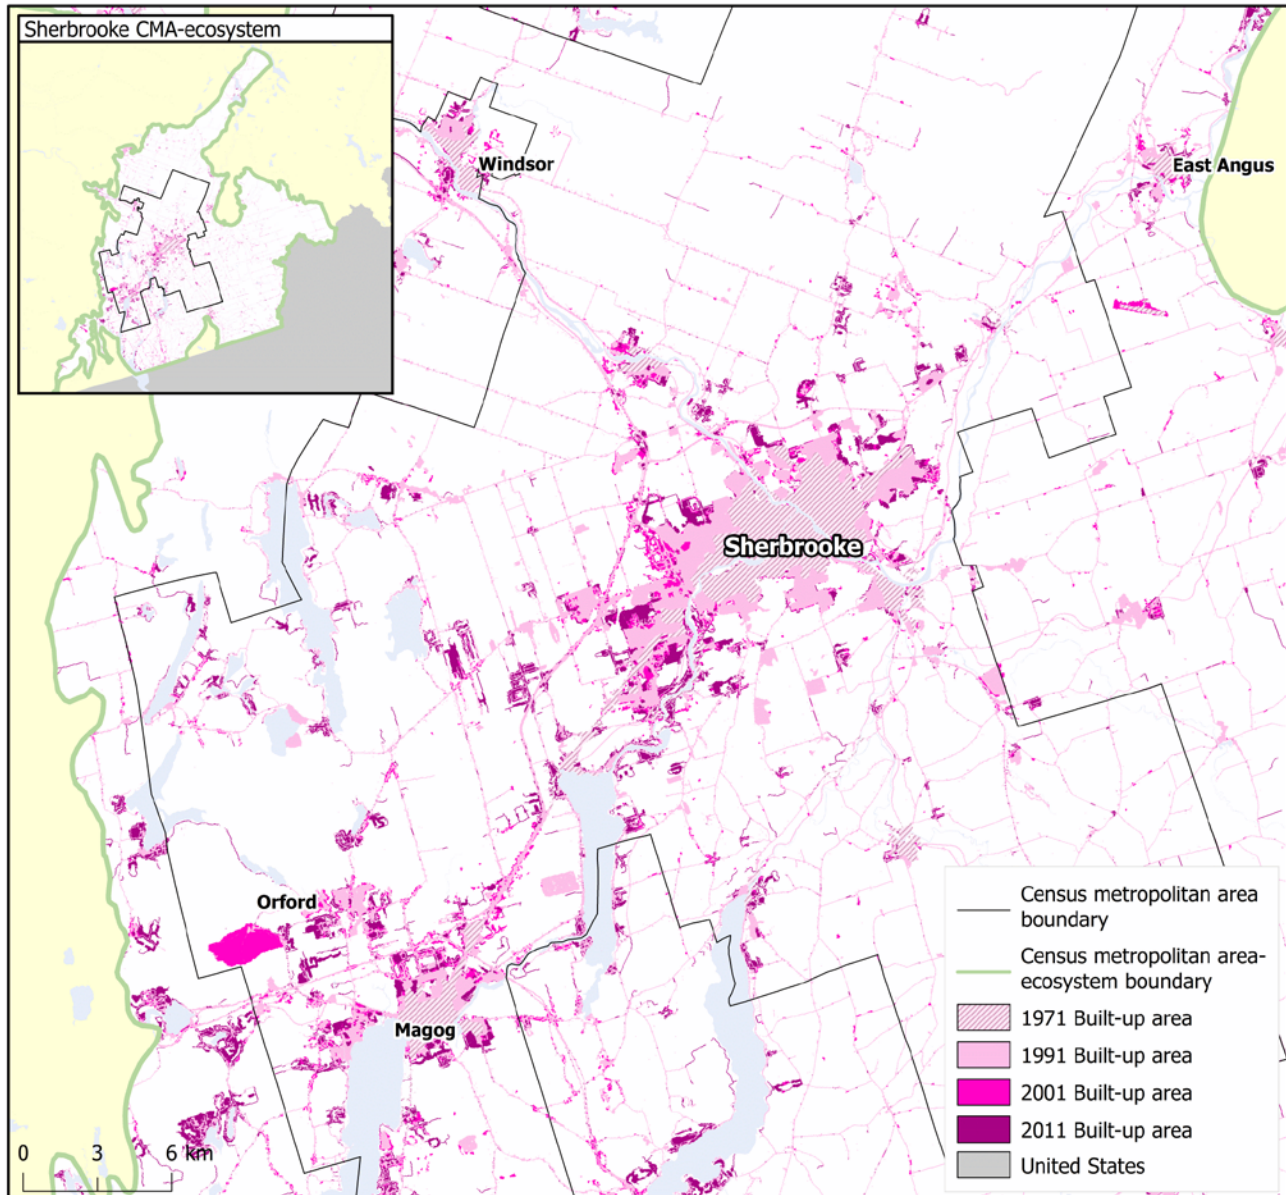 Sherbrooke CMA-ecosystem
Windsor
East Angus
Sherbrooke
Orford
Magog
Census metropolitan area
boundary
Census metropolitan area-
ecosystem boundary
1971 Built-up area
1991 Built-up area
2001 Built-up area
2011 Built-up area
United States
0 3 6 km